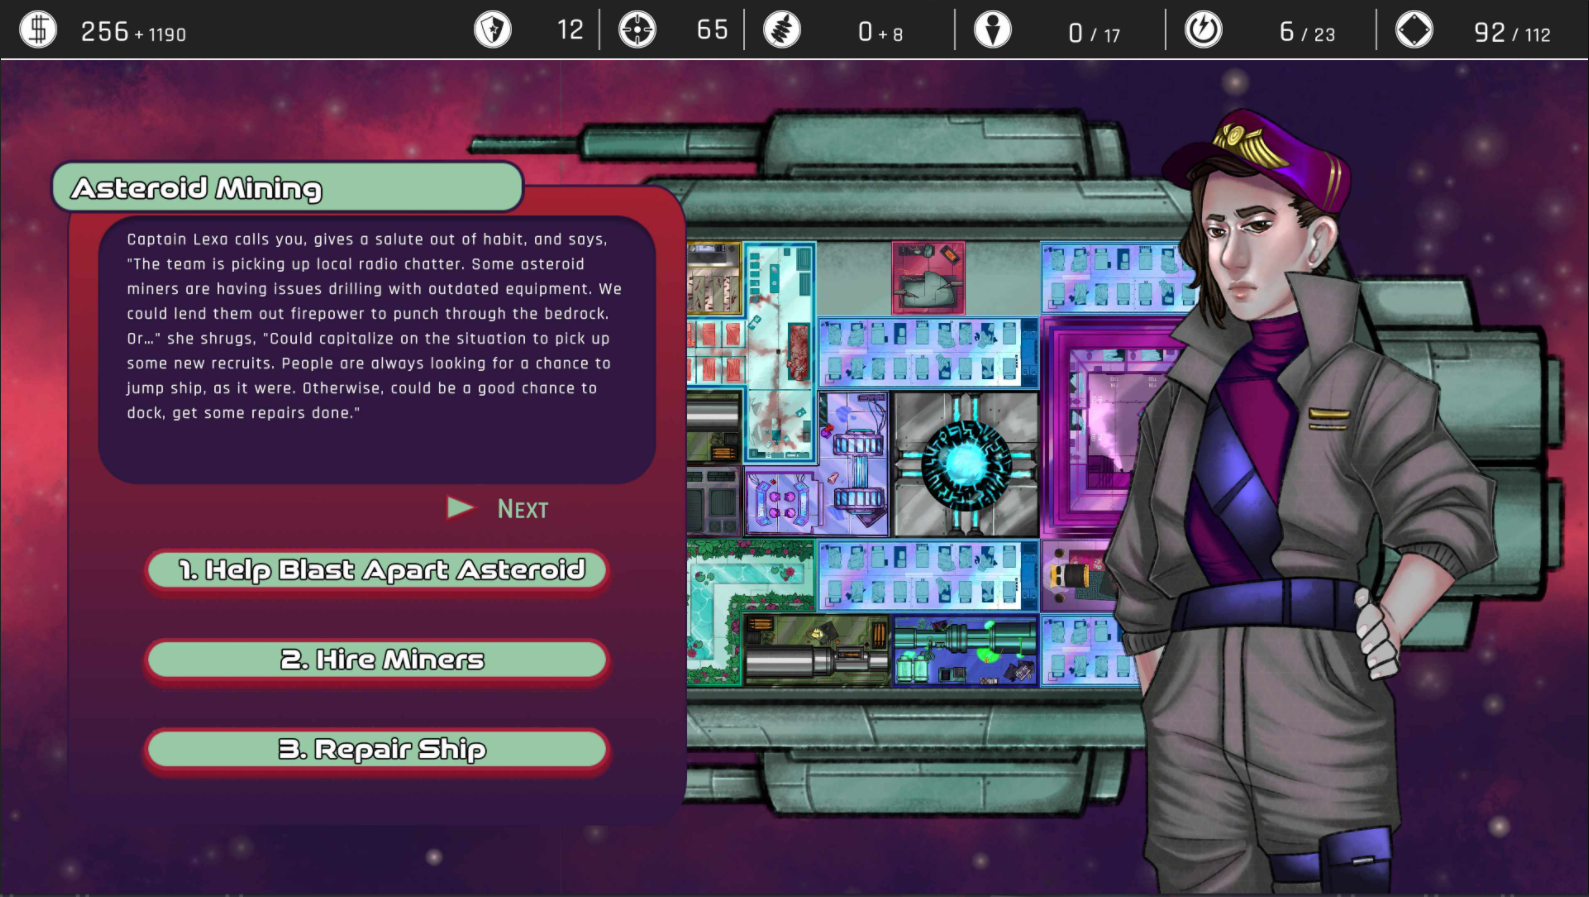 256 + 1190 12 65 0 + 8 0 / 17 6 / 23 92 / 112
Asteroid Mining
Captain Lexa calls you, gives a salute out of habit, and says,
"The team is picking up local radio chatter. Some asteroid
miners are having issues drilling with outdated equipment. We
could lend them out firepower to punch through the bedrock.
Or…" she shrugs, "Could capitalize on the situation to pick up
some new recruits. People are always looking for a chance to
jump ship, as it were. Otherwise, could be a good chance to
dock, get some repairs done."
Next
1. Help Blast Apart Asteroid
2. Hire Miners
3. Repair Ship